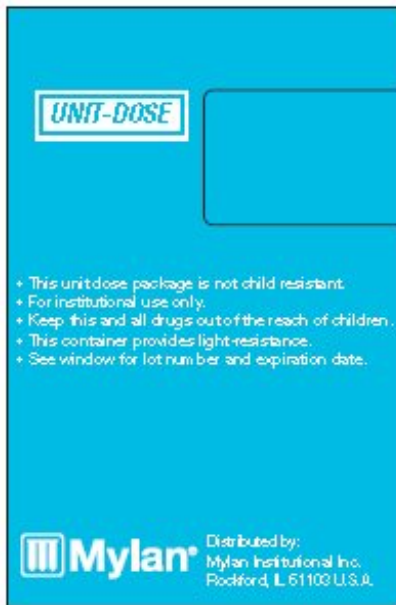 UNIT-DOSE
• This unit dose package is not child resistant.
• For institutional use only.
• Keep this and all drugs out of the reach of children.
• This container provides light-resistance.
• See window for lot number and expiration date.
Mylan®
Distributed by:
Mylan Institutional Inc.
Rockford, IL 61103 U.S.A.